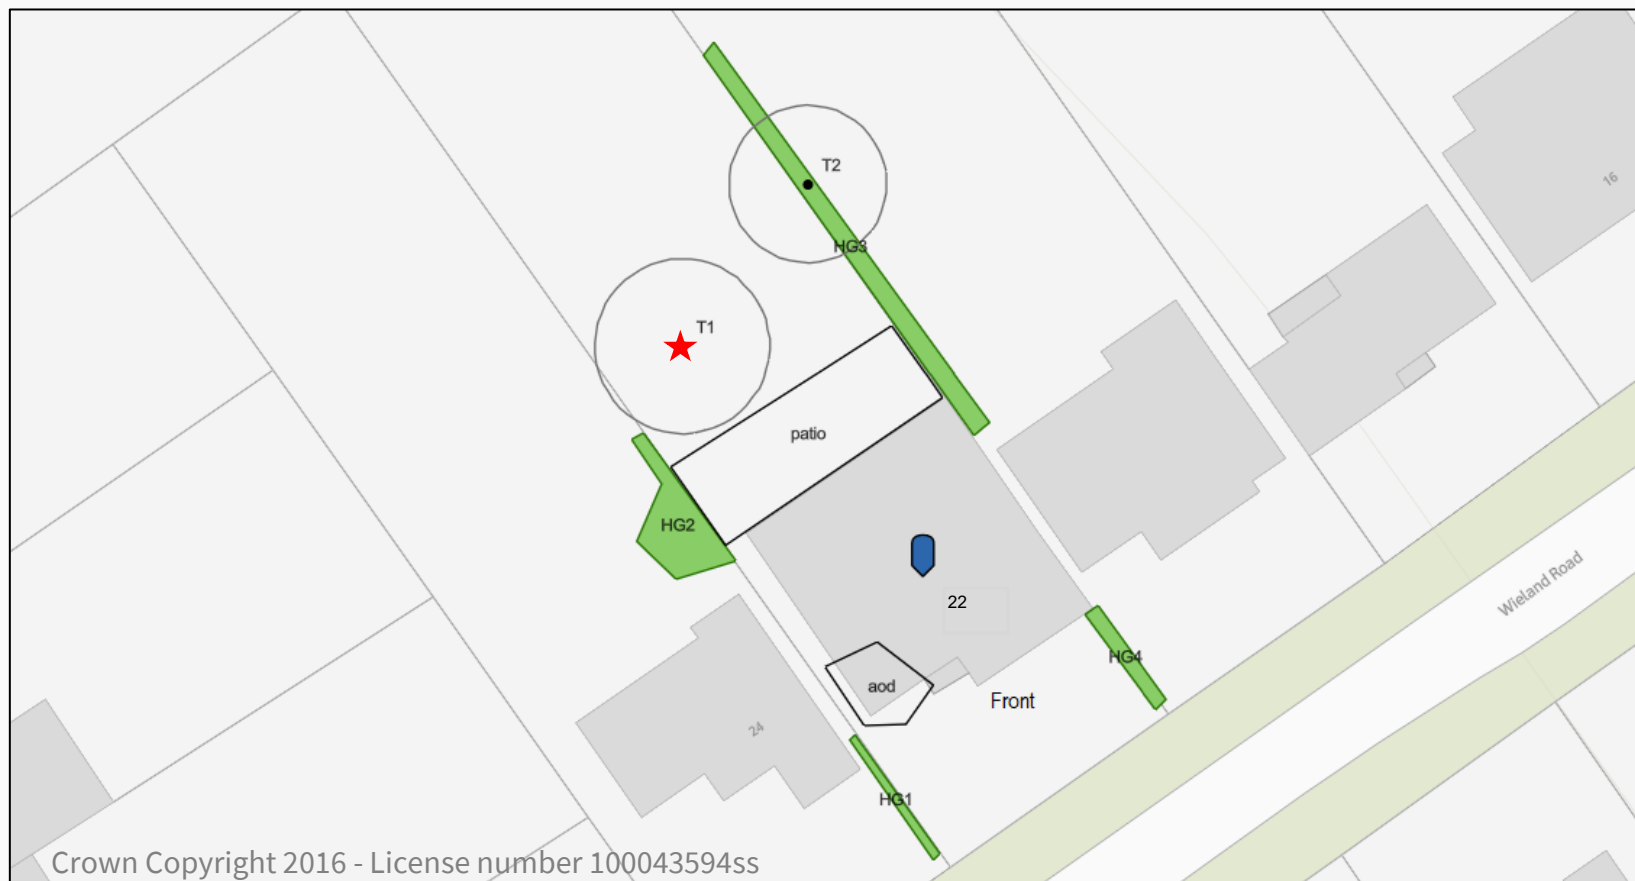 T2
16
HG3
T1
patio
HG2
Wieland Road
22
HG4
aod
Front
24
HG1
Crown Copyright 2016 - License number 100043594ss